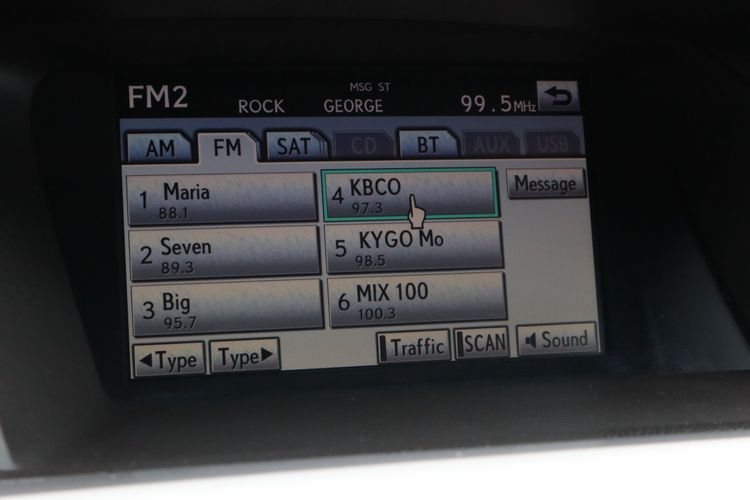 MSG ST
FM2 ROCK GEORGE 99.5MHz
AM FM SAT CD BT AUX USB
1 Maria 88.1
4 KBCO 97.3
Message
2 Seven 89.3
5 KYGO Mo 98.5
3 Big 95.7
6 MIX 100 100.3
◀Type Type▶ Traffic SCAN Sound